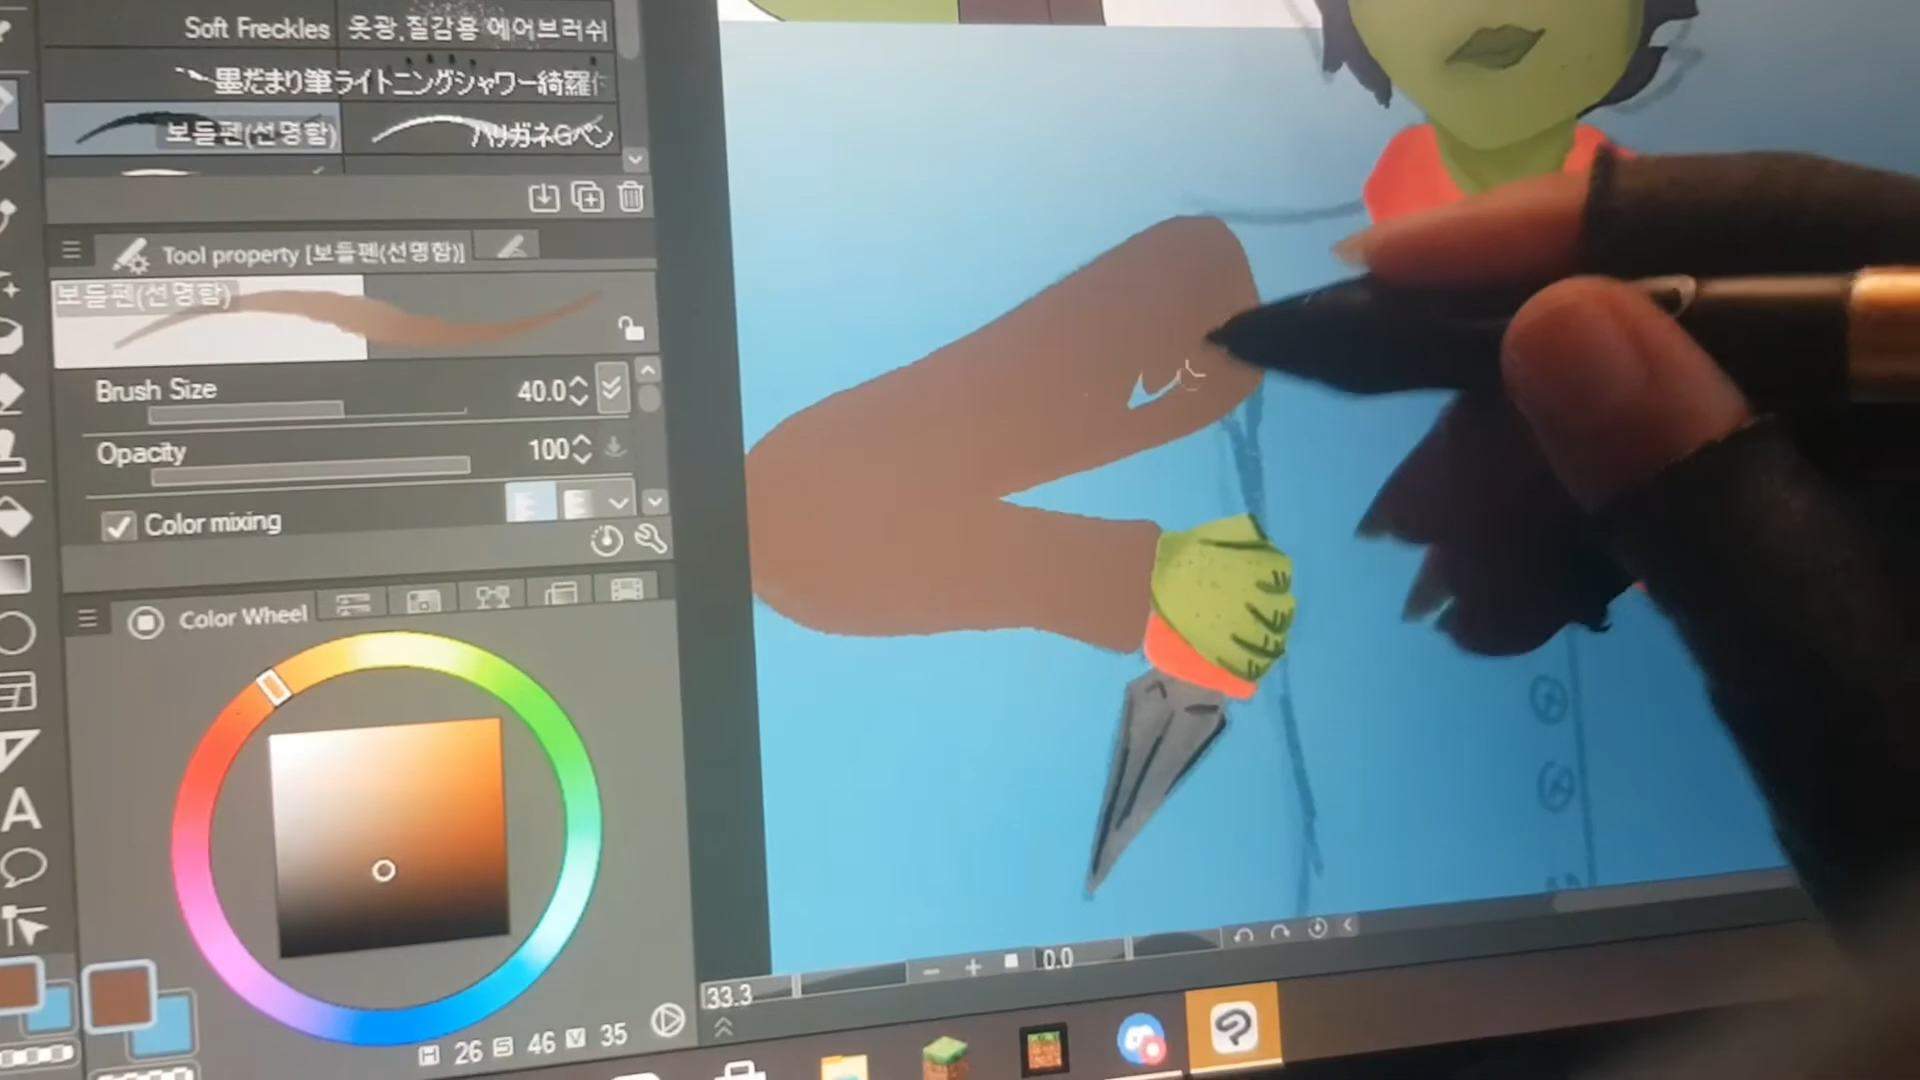 Soft Freckles 옷광,질감용 에어브러쉬
墨だまり筆ライトニングシャワー綺羅
보들펜(선명함) ハリガネGペン
Tool property [보들펜(선명함)]
보들펜(선명함)
Brush Size 40.0
Opacity 100
Color mixing
Color Wheel
A
H 26 S 46 V 35
33.3
0.0